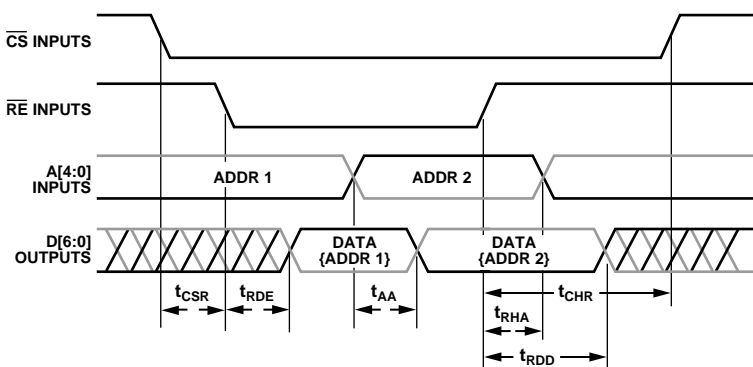 CS INPUTS
RE INPUTS
A[4:0]
INPUTS
ADDR 1
ADDR 2
D[6:0]
OUTPUTS
DATA
{ADDR 1}
DATA
{ADDR 2}
tCSR
tRDE
tAA
tCHR
tRHA
tRDD